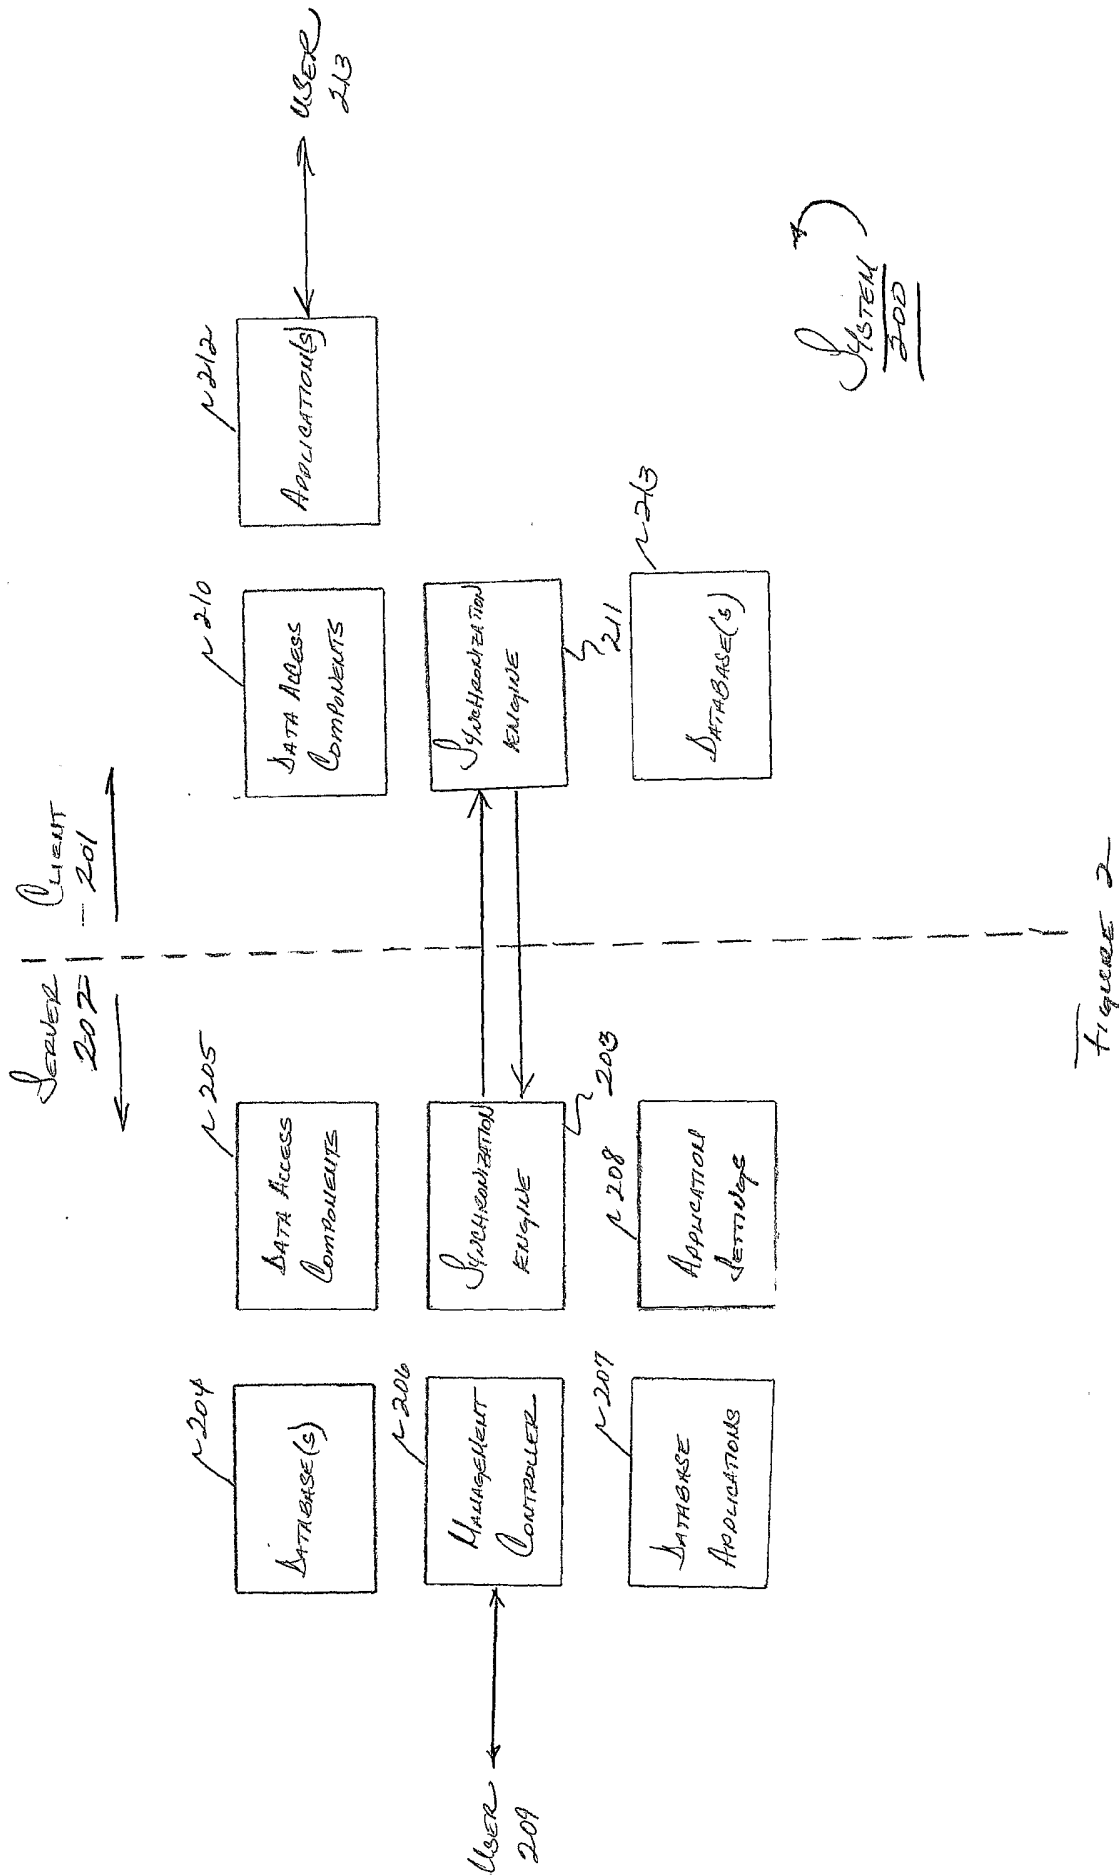 SERVER
202
CLIENT
201
~204
DATABASE(S)
~205
DATA ACCESS
COMPONENTS
~210
DATA ACCESS
COMPONENTS
~212
APPLICATION(S)
USER
213
USER
209
~206
MANAGEMENT
CONTROLLER
SYNCHRONIZATION
ENGINE
203
SYNCHRONIZATION
ENGINE
211
~207
DATABASE
APPLICATIONS
~208
APPLICATION
SETTINGS
~213
DATABASE(S)
SYSTEM
200
FIGURE 2